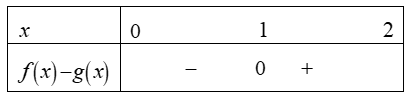 x 0 1 2
f(x)−g(x) − 0 +